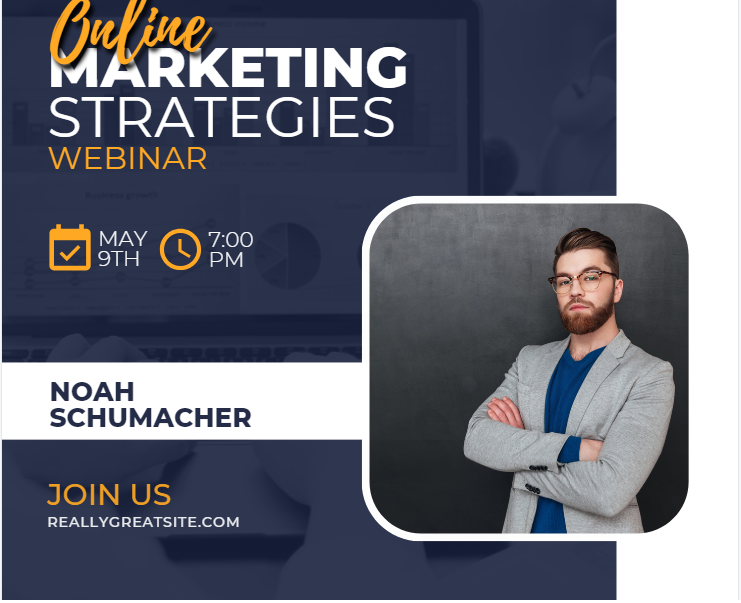 Online
MARKETING
STRATEGIES
WEBINAR
MAY
9TH
7:00
PM
NOAH
SCHUMACHER
JOIN US
REALLYGREATSITE.COM